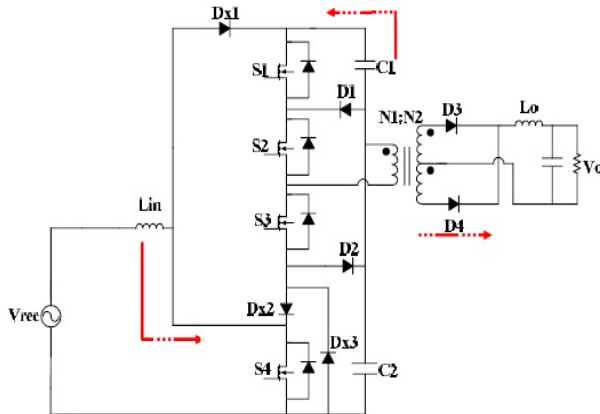 Dx1
S1
C1
D1
N1:N2
D3
Lo
S2
Vo
Lin
S3
D2
D4
Vrec
Dx2
Dx3
S4
C2